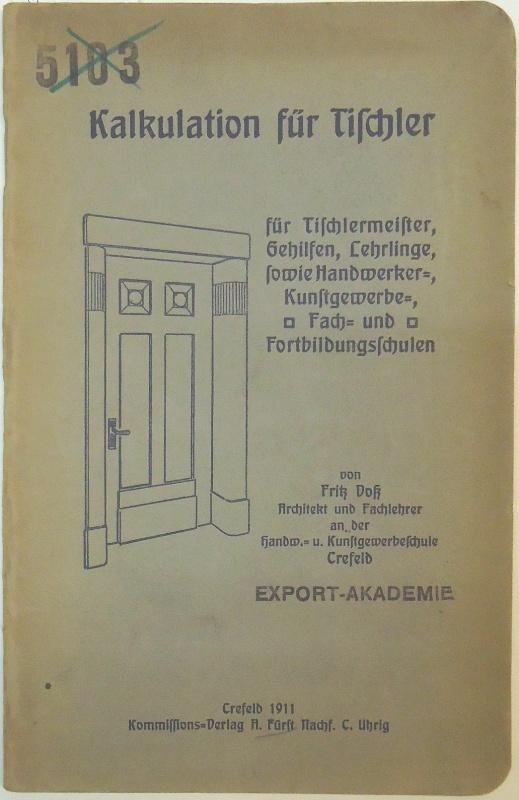 5103
Kalkulation für Tiſchler
für Tiſchlermeiſter,
Gehilfen, Lehrlinge,
ſowie Handwerker=,
Kunſtgewerbe=,
Fach= und
Fortbildungsſchulen
von
Fritz Voß
Architekt und Fachlehrer
an der
Handw.= u. Kunſtgewerbeſchule
Crefeld
EXPORT-AKADEMIE
Crefeld 1911
Kommiſſions=Verlag A. Fürſt Nachf. C. Uhrig